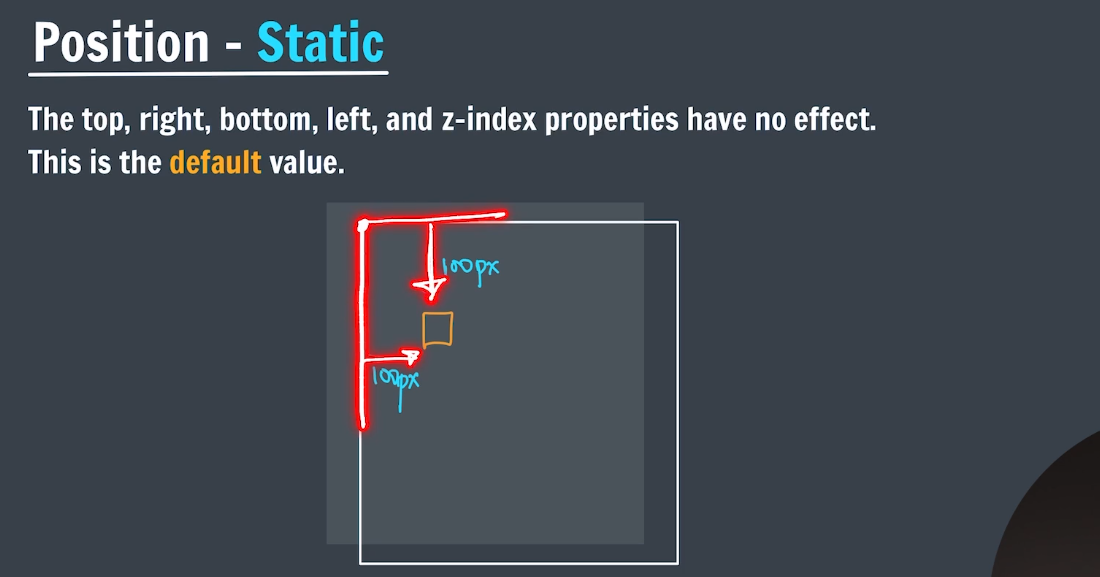 Position - Static
The top, right, bottom, left, and z-index properties have no effect.
This is the default value.
100px
100px